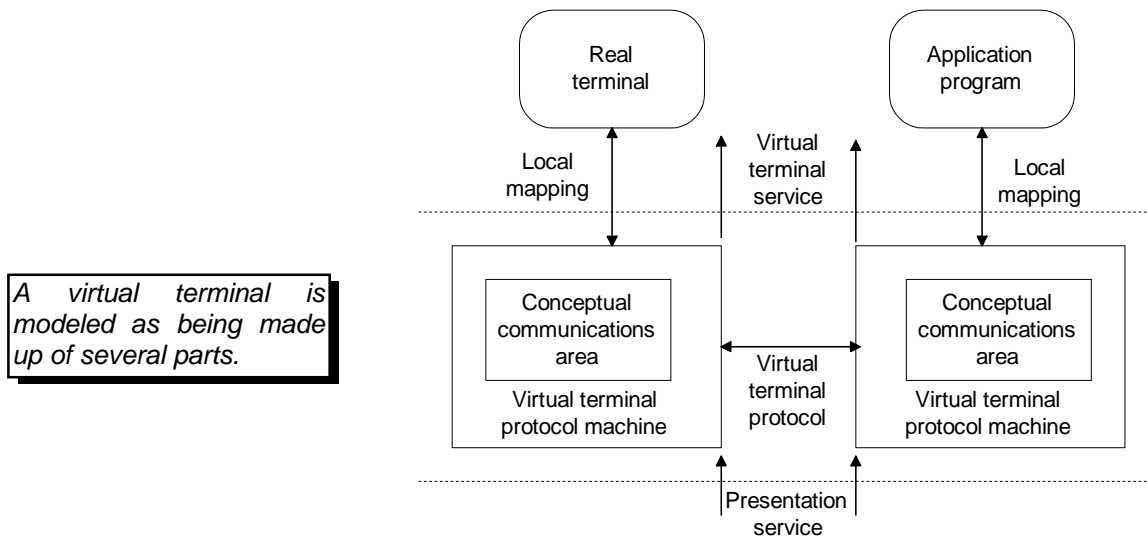 Real
terminal
Application
program
Local
mapping
Virtual
terminal
service
Local
mapping
A virtual terminal is
modeled as being made
up of several parts.
Conceptual
communications
area
Virtual terminal
protocol machine
Virtual
terminal
protocol
Conceptual
communications
area
Virtual terminal
protocol machine
Presentation
service